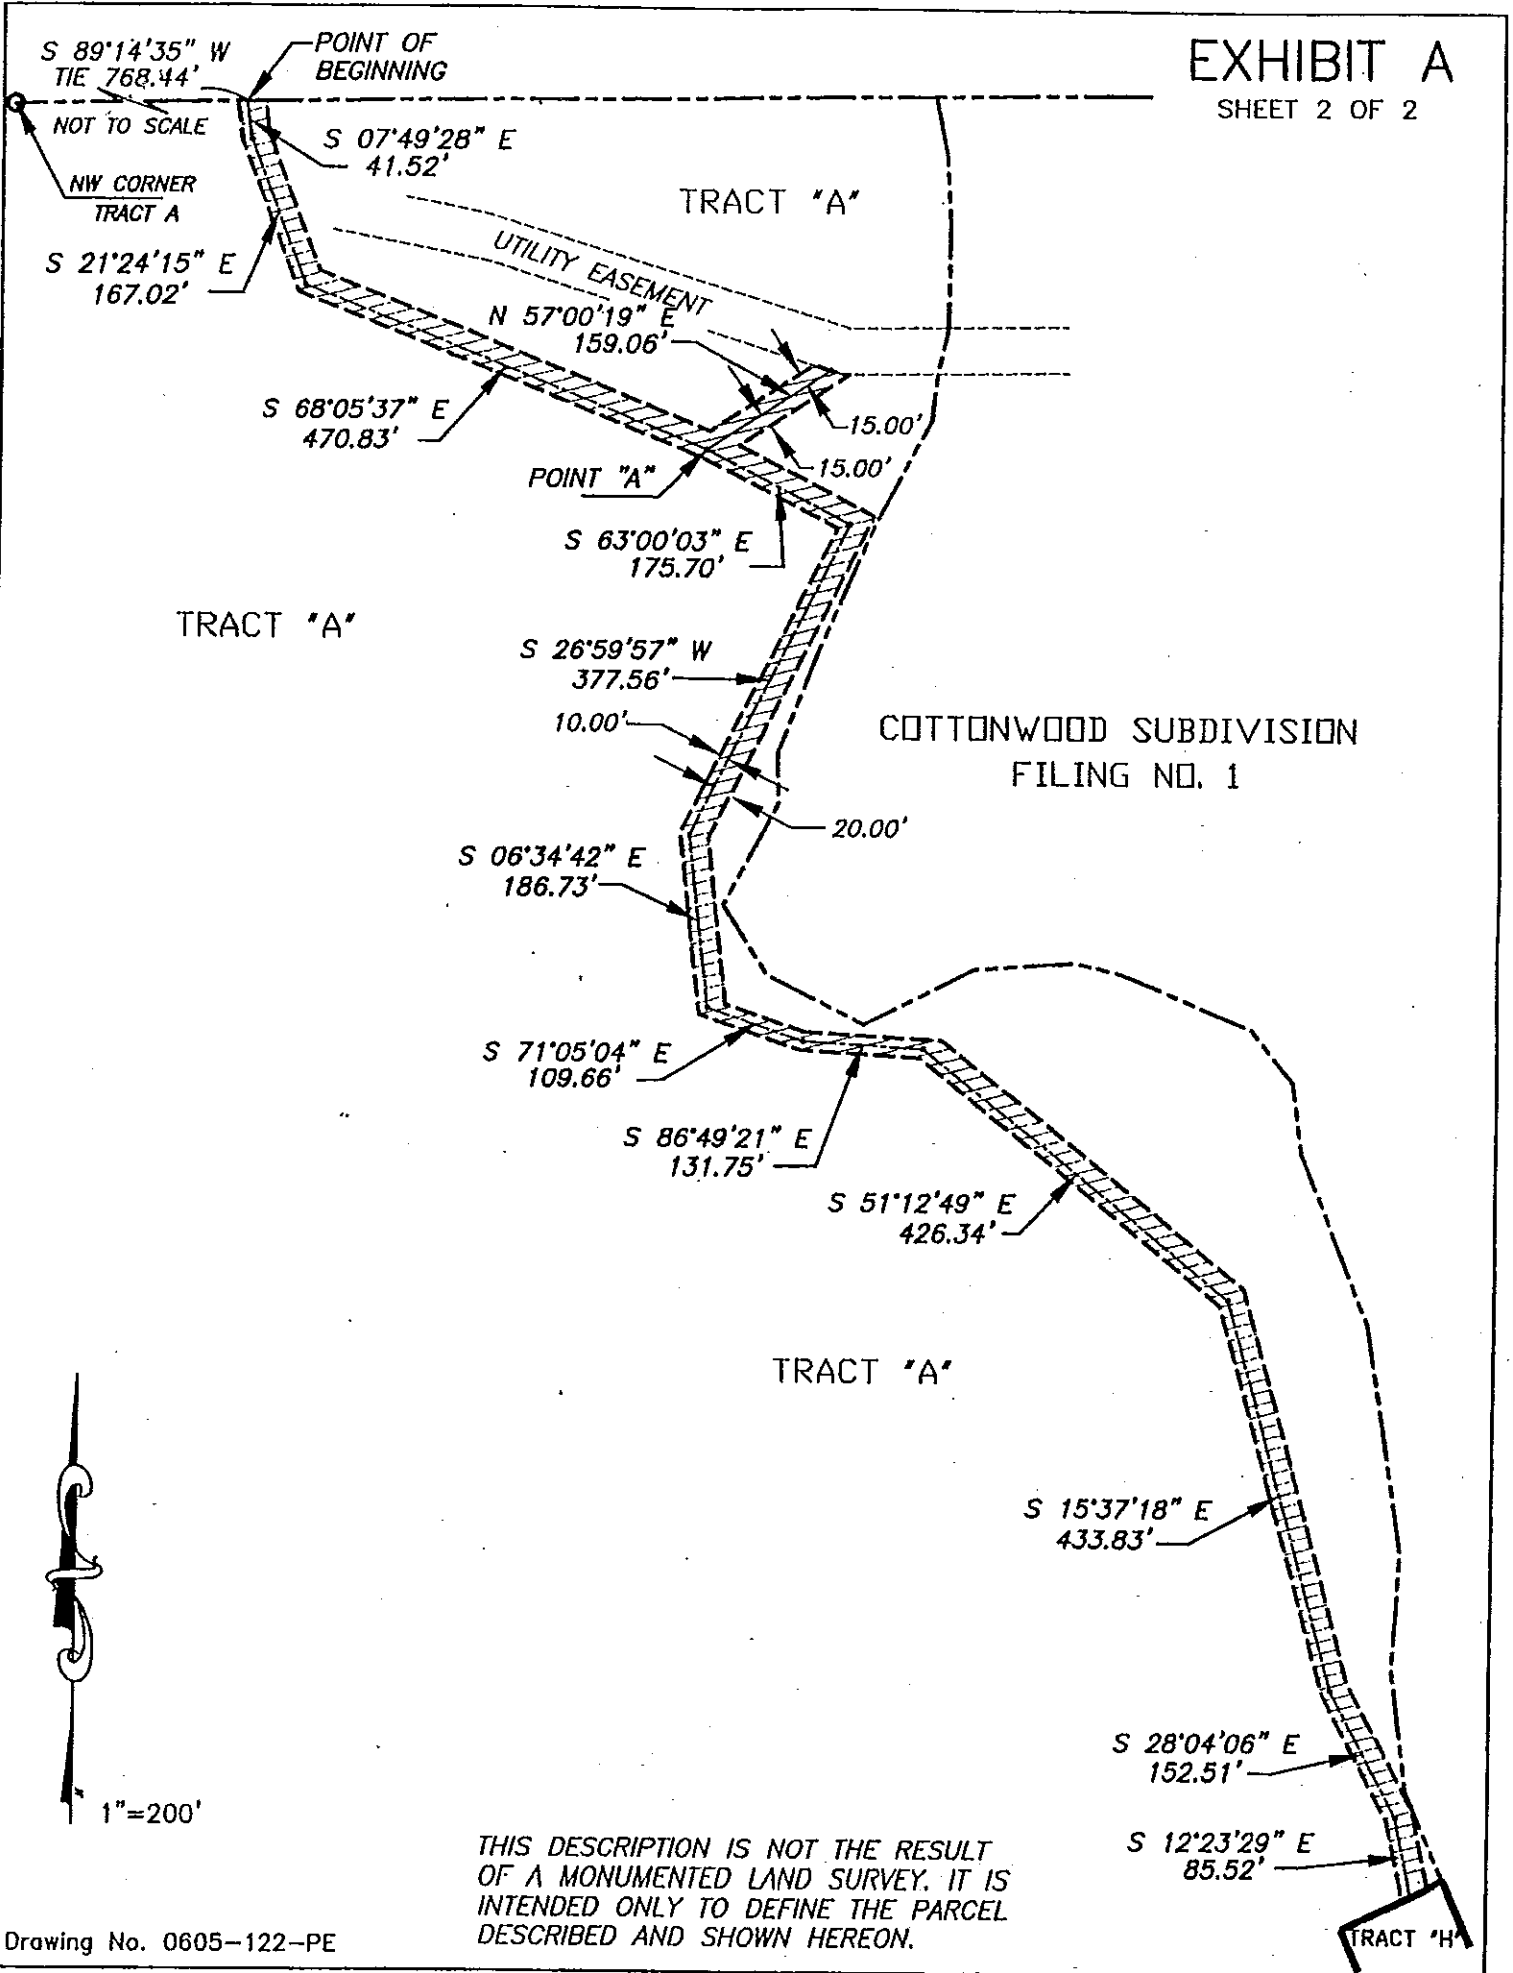 EXHIBIT A
SHEET 2 OF 2
S 89°14'35" W
TIE 768.44'
POINT OF
BEGINNING
NOT TO SCALE
NW CORNER
TRACT A
S 07°49'28" E
41.52'
TRACT "A"
S 21°24'15" E
167.02'
UTILITY EASEMENT
N 57°00'19" E
159.06'
S 68°05'37" E
470.83'
15.00'
15.00'
POINT "A"
S 63°00'03" E
175.70'
TRACT "A"
S 26°59'57" W
377.56'
10.00'
COTTONWOOD SUBDIVISION
FILING NO. 1
20.00'
S 06°34'42" E
186.73'
S 71°05'04" E
109.66'
S 86°49'21" E
131.75'
S 51°12'49" E
426.34'
TRACT "A"
S 15°37'18" E
433.83'
S 28°04'06" E
152.51'
1"=200'
S 12°23'29" E
85.52'
THIS DESCRIPTION IS NOT THE RESULT
OF A MONUMENTED LAND SURVEY. IT IS
INTENDED ONLY TO DEFINE THE PARCEL
DESCRIBED AND SHOWN HEREON.
Drawing No. 0605-122-PE
TRACT "H"